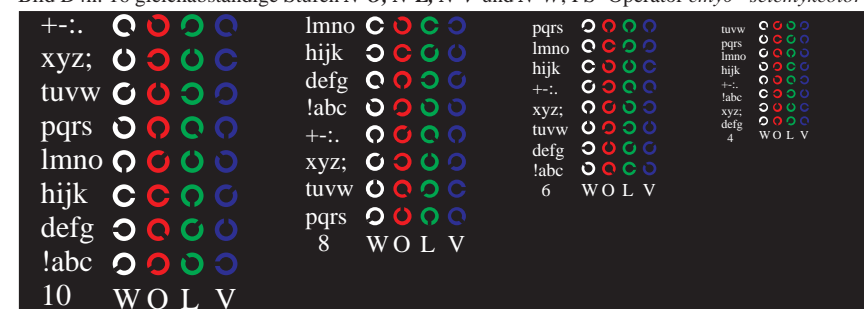 Bild D4m: 16 gleichabständige Stufen N-O, N-L, N-V und N-W; PS-Operator
+-:.
xyz;
tuvw
pqrs
lmno
hijk
defg
!abc
10 W O L V
lmno
hijk
defg
!abc
+-:.
xyz;
tuvw
pqrs
8 W O L V
pqrs
lmno
hijk
+-:.
xyz;
tuvw
defg
!abc
6 W O L V
tuvw
pqrs
lmno
hijk
+-:.
!abc
xyz;
defg
4 W O L V